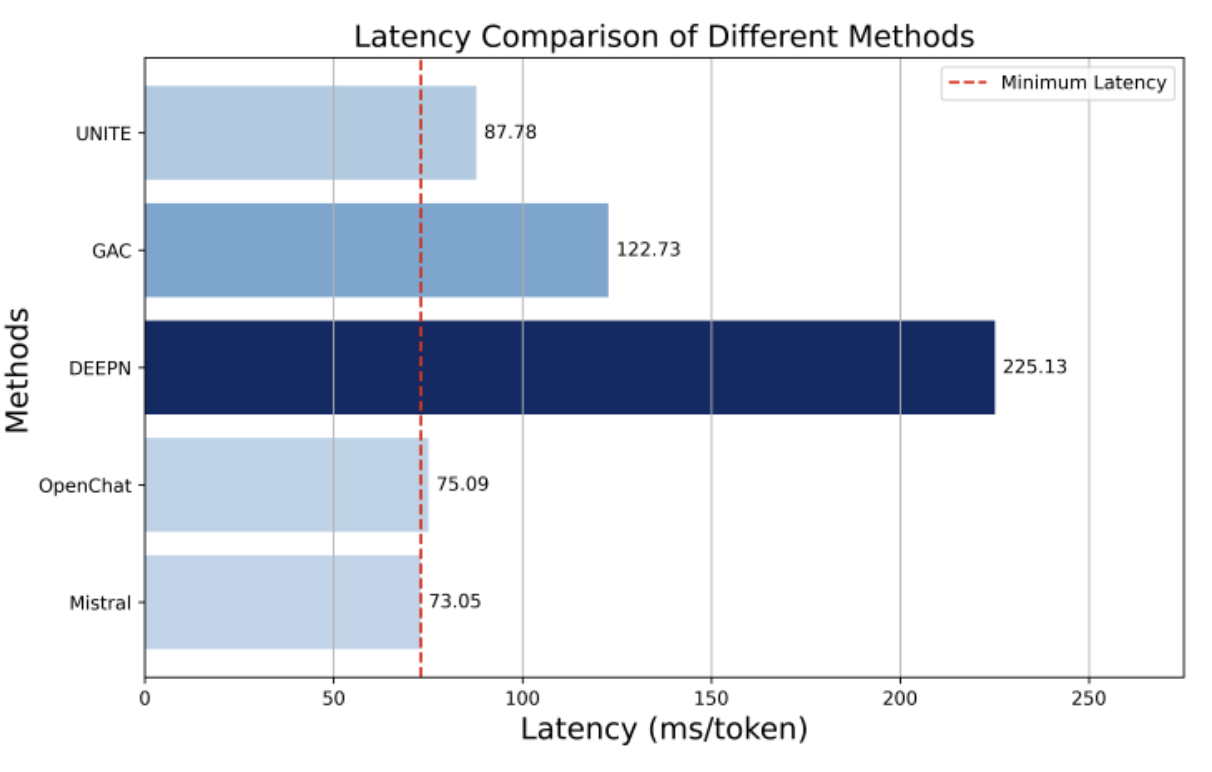 Latency Comparison of Different Methods
Minimum Latency
UNITE 87.78
GAC 122.73
DEEPN 225.13
OpenChat 75.09
Mistral 73.05
Methods
0 50 100 150 200 250
Latency (ms/token)